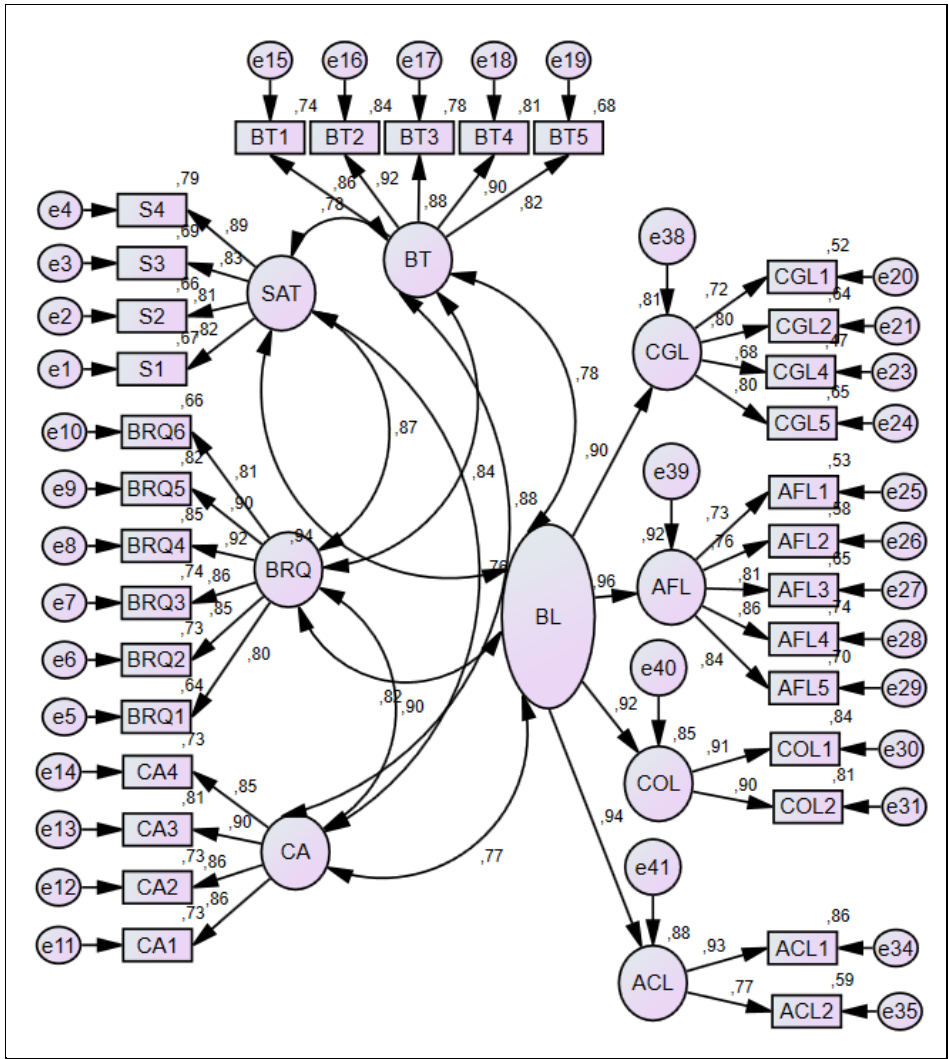 e15 e16 e17 e18 e19
,74 ,84 ,78 ,81 ,68
BT1 BT2 BT3 BT4 BT5
,86 ,92 ,88 ,90 ,82
,78
BT
,79
e4 S4
,89
,69
e3 S3
,83
,66
e2 S2
,81
,67
e1 S1
,82
SAT
,66
e10 BRQ6
,81
,82
e9 BRQ5
,90
,85
e8 BRQ4
,92
,74
e7 BRQ3
,86
,73
e6 BRQ2
,85
,64
e5 BRQ1
,80
,94
BRQ
,73
e14 CA4
,85
,81
e13 CA3
,90
,73
e12 CA2
,86
,73
e11 CA1
,86
CA
,87
,84
,78
,88
,76
,82
,90
,77
BL
,90
,96
,92
,94
e38
,81
CGL
,72
,80
,68
,80
,52
CGL1 e20
,64
CGL2 e21
,47
CGL4 e23
,65
CGL5 e24
e39
,92
AFL
,73
,76
,81
,86
,84
,53
AFL1 e25
,58
AFL2 e26
,65
AFL3 e27
,74
AFL4 e28
,70
AFL5 e29
e40
,85
COL
,91
,90
,84
COL1 e30
,81
COL2 e31
e41
,88
ACL
,93
,77
,86
ACL1 e34
,59
ACL2 e35